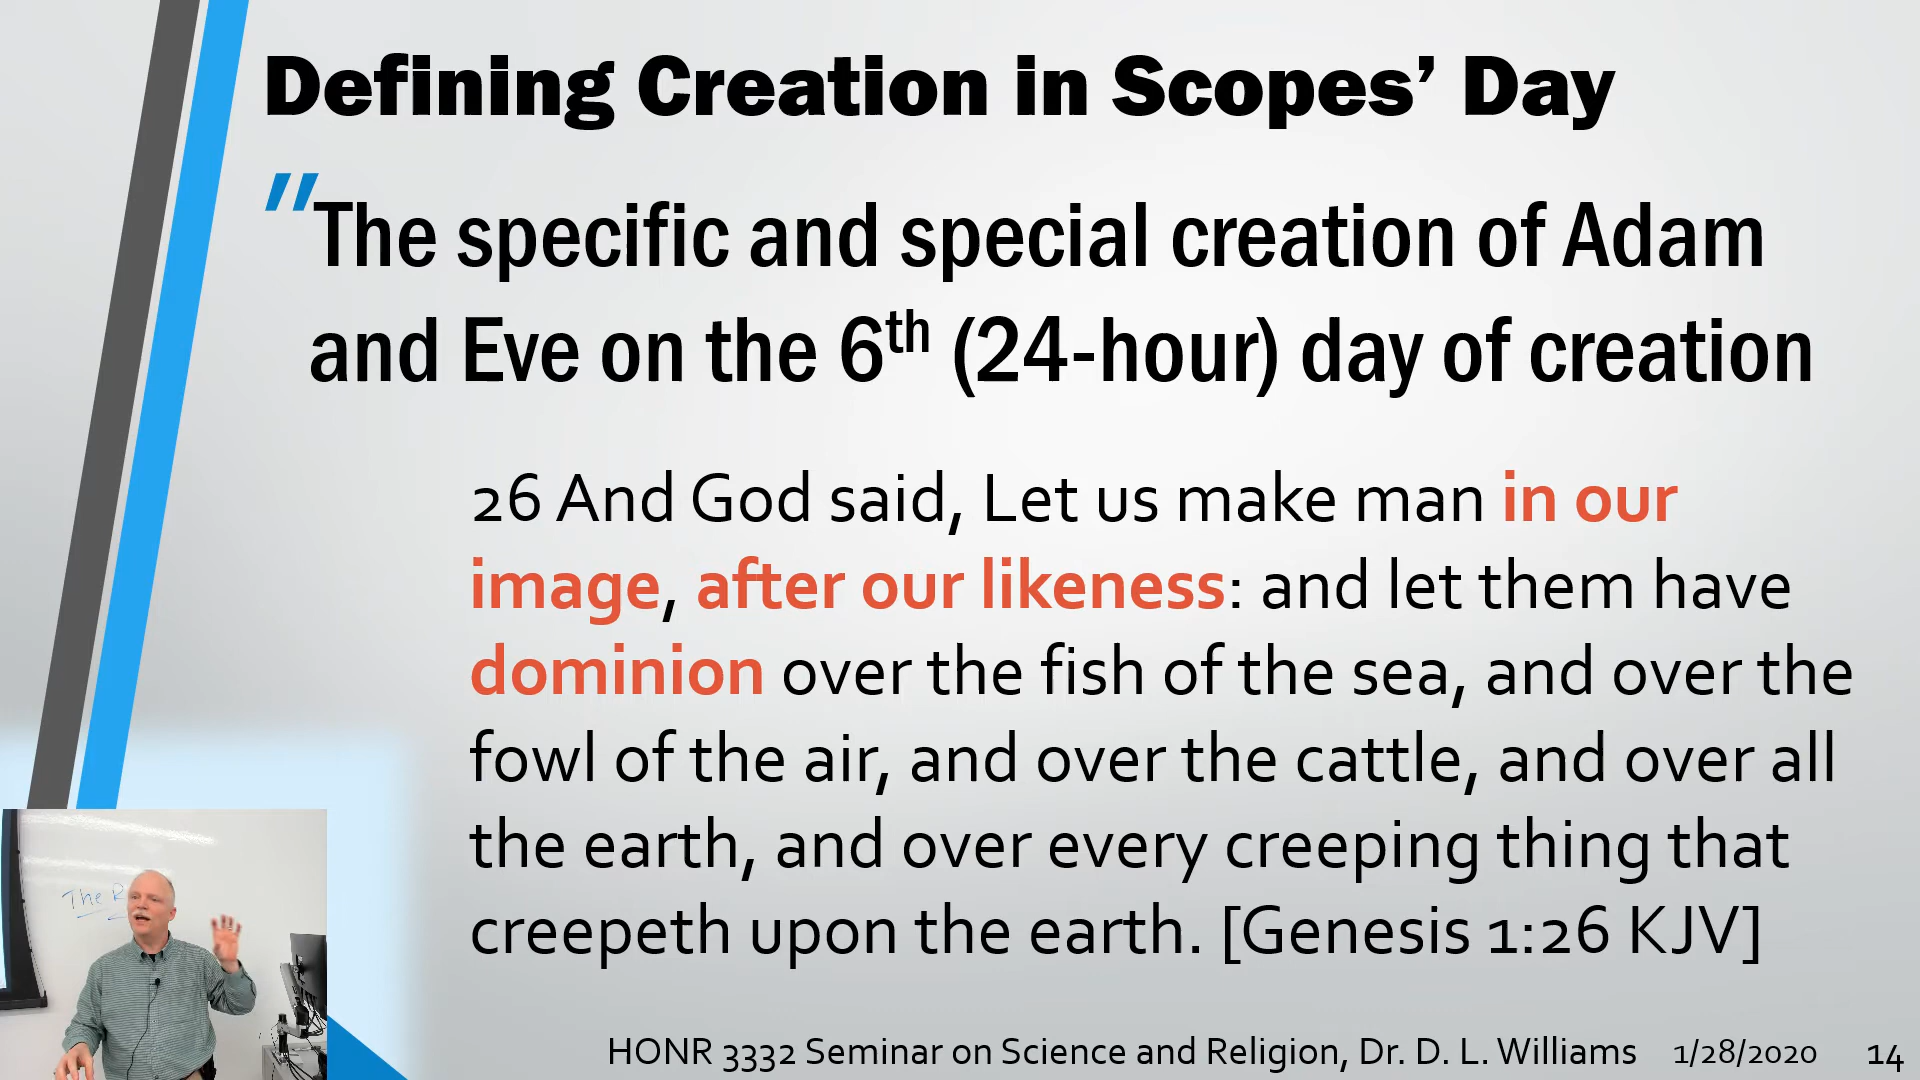 Defining Creation in Scopes’ Day
"The specific and special creation of Adam
and Eve on the 6th (24-hour) day of creation
26 And God said, Let us make man in our
image, after our likeness: and let them have
dominion over the fish of the sea, and over the
fowl of the air, and over the cattle, and over all
the earth, and over every creeping thing that
creepeth upon the earth. [Genesis 1:26 KJV]
The
HONR 3332 Seminar on Science and Religion, Dr. D. L. Williams 1/28/2020 14